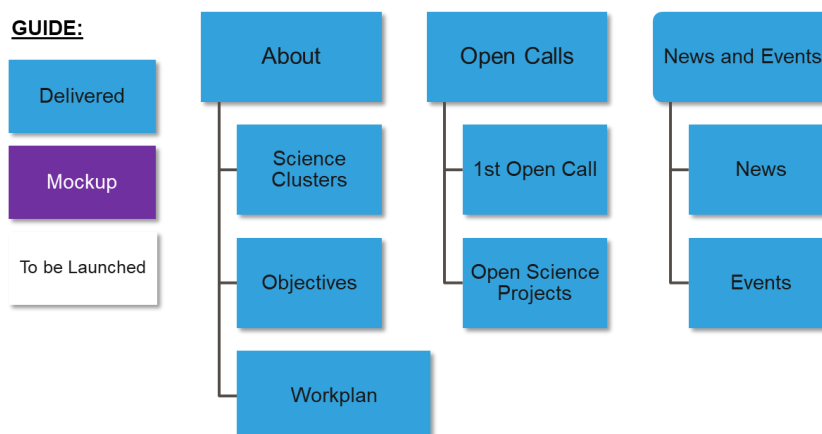 GUIDE:
Delivered
Mockup
To be Launched
About
Science
Clusters
Objectives
Workplan
Open Calls
1st Open Call
Open Science
Projects
News and Events
News
Events